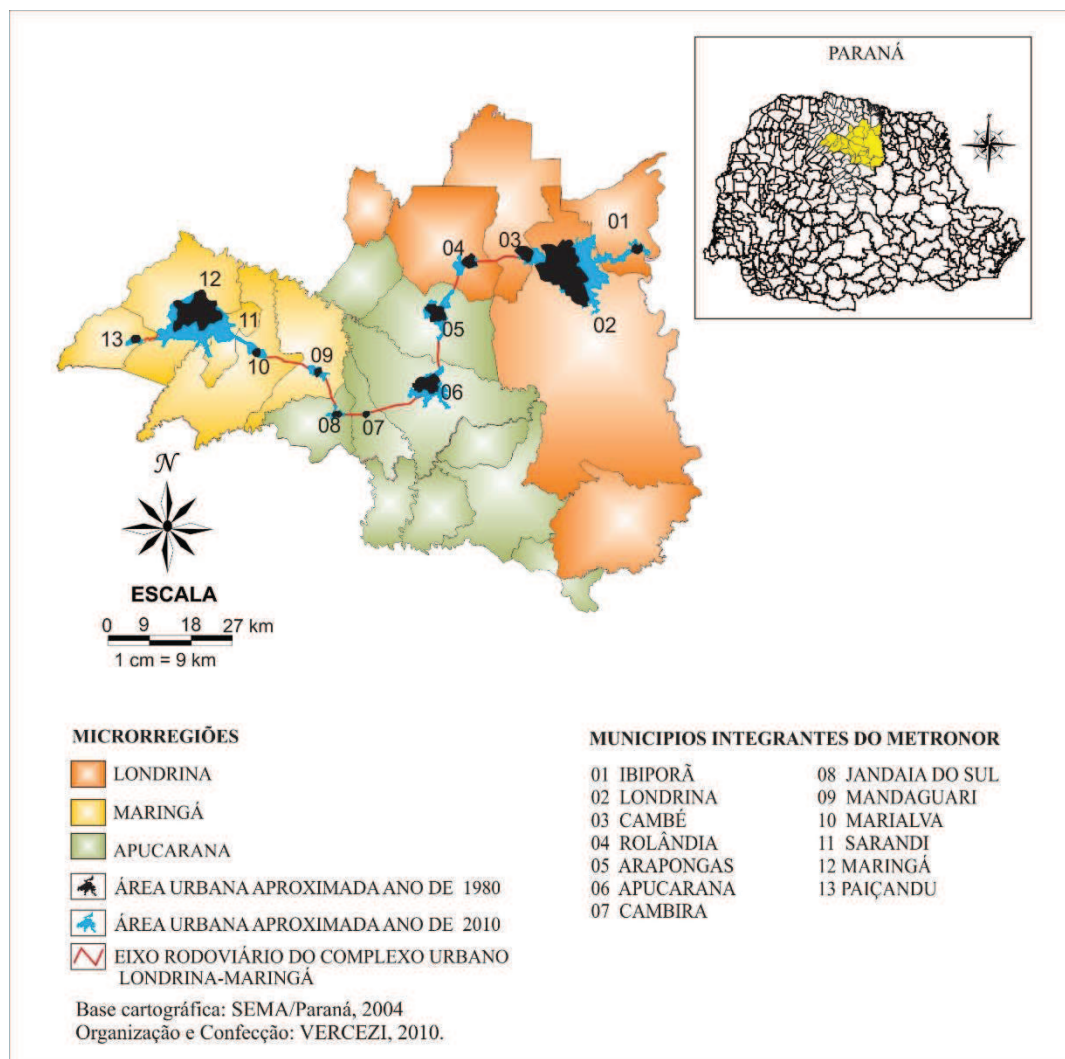 PARANÁ
N
01
03
04
02
12
11
05
13
10
09
06
08
07
N
ESCALA
0 9 18 27 km
1 cm = 9 km
MICRORREGIÕES
LONDRINA
MARINGÁ
APUCARANA
ÁREA URBANA APROXIMADA ANO DE 1980
ÁREA URBANA APROXIMADA ANO DE 2010
EIXO RODOVIÁRIO DO COMPLEXO URBANO
LONDRINA-MARINGÁ
Base cartográfica: SEMA/Paraná, 2004
Organização e Confecção: VERCEZI, 2010.
MUNICIPIOS INTEGRANTES DO METRONOR
01 IBIPORÃ
02 LONDRINA
03 CAMBÉ
04 ROLÂNDIA
05 ARAPONGAS
06 APUCARANA
07 CAMBIRA
08 JANDAIA DO SUL
09 MANDAGUARI
10 MARIALVA
11 SARANDI
12 MARINGÁ
13 PAIÇANDU